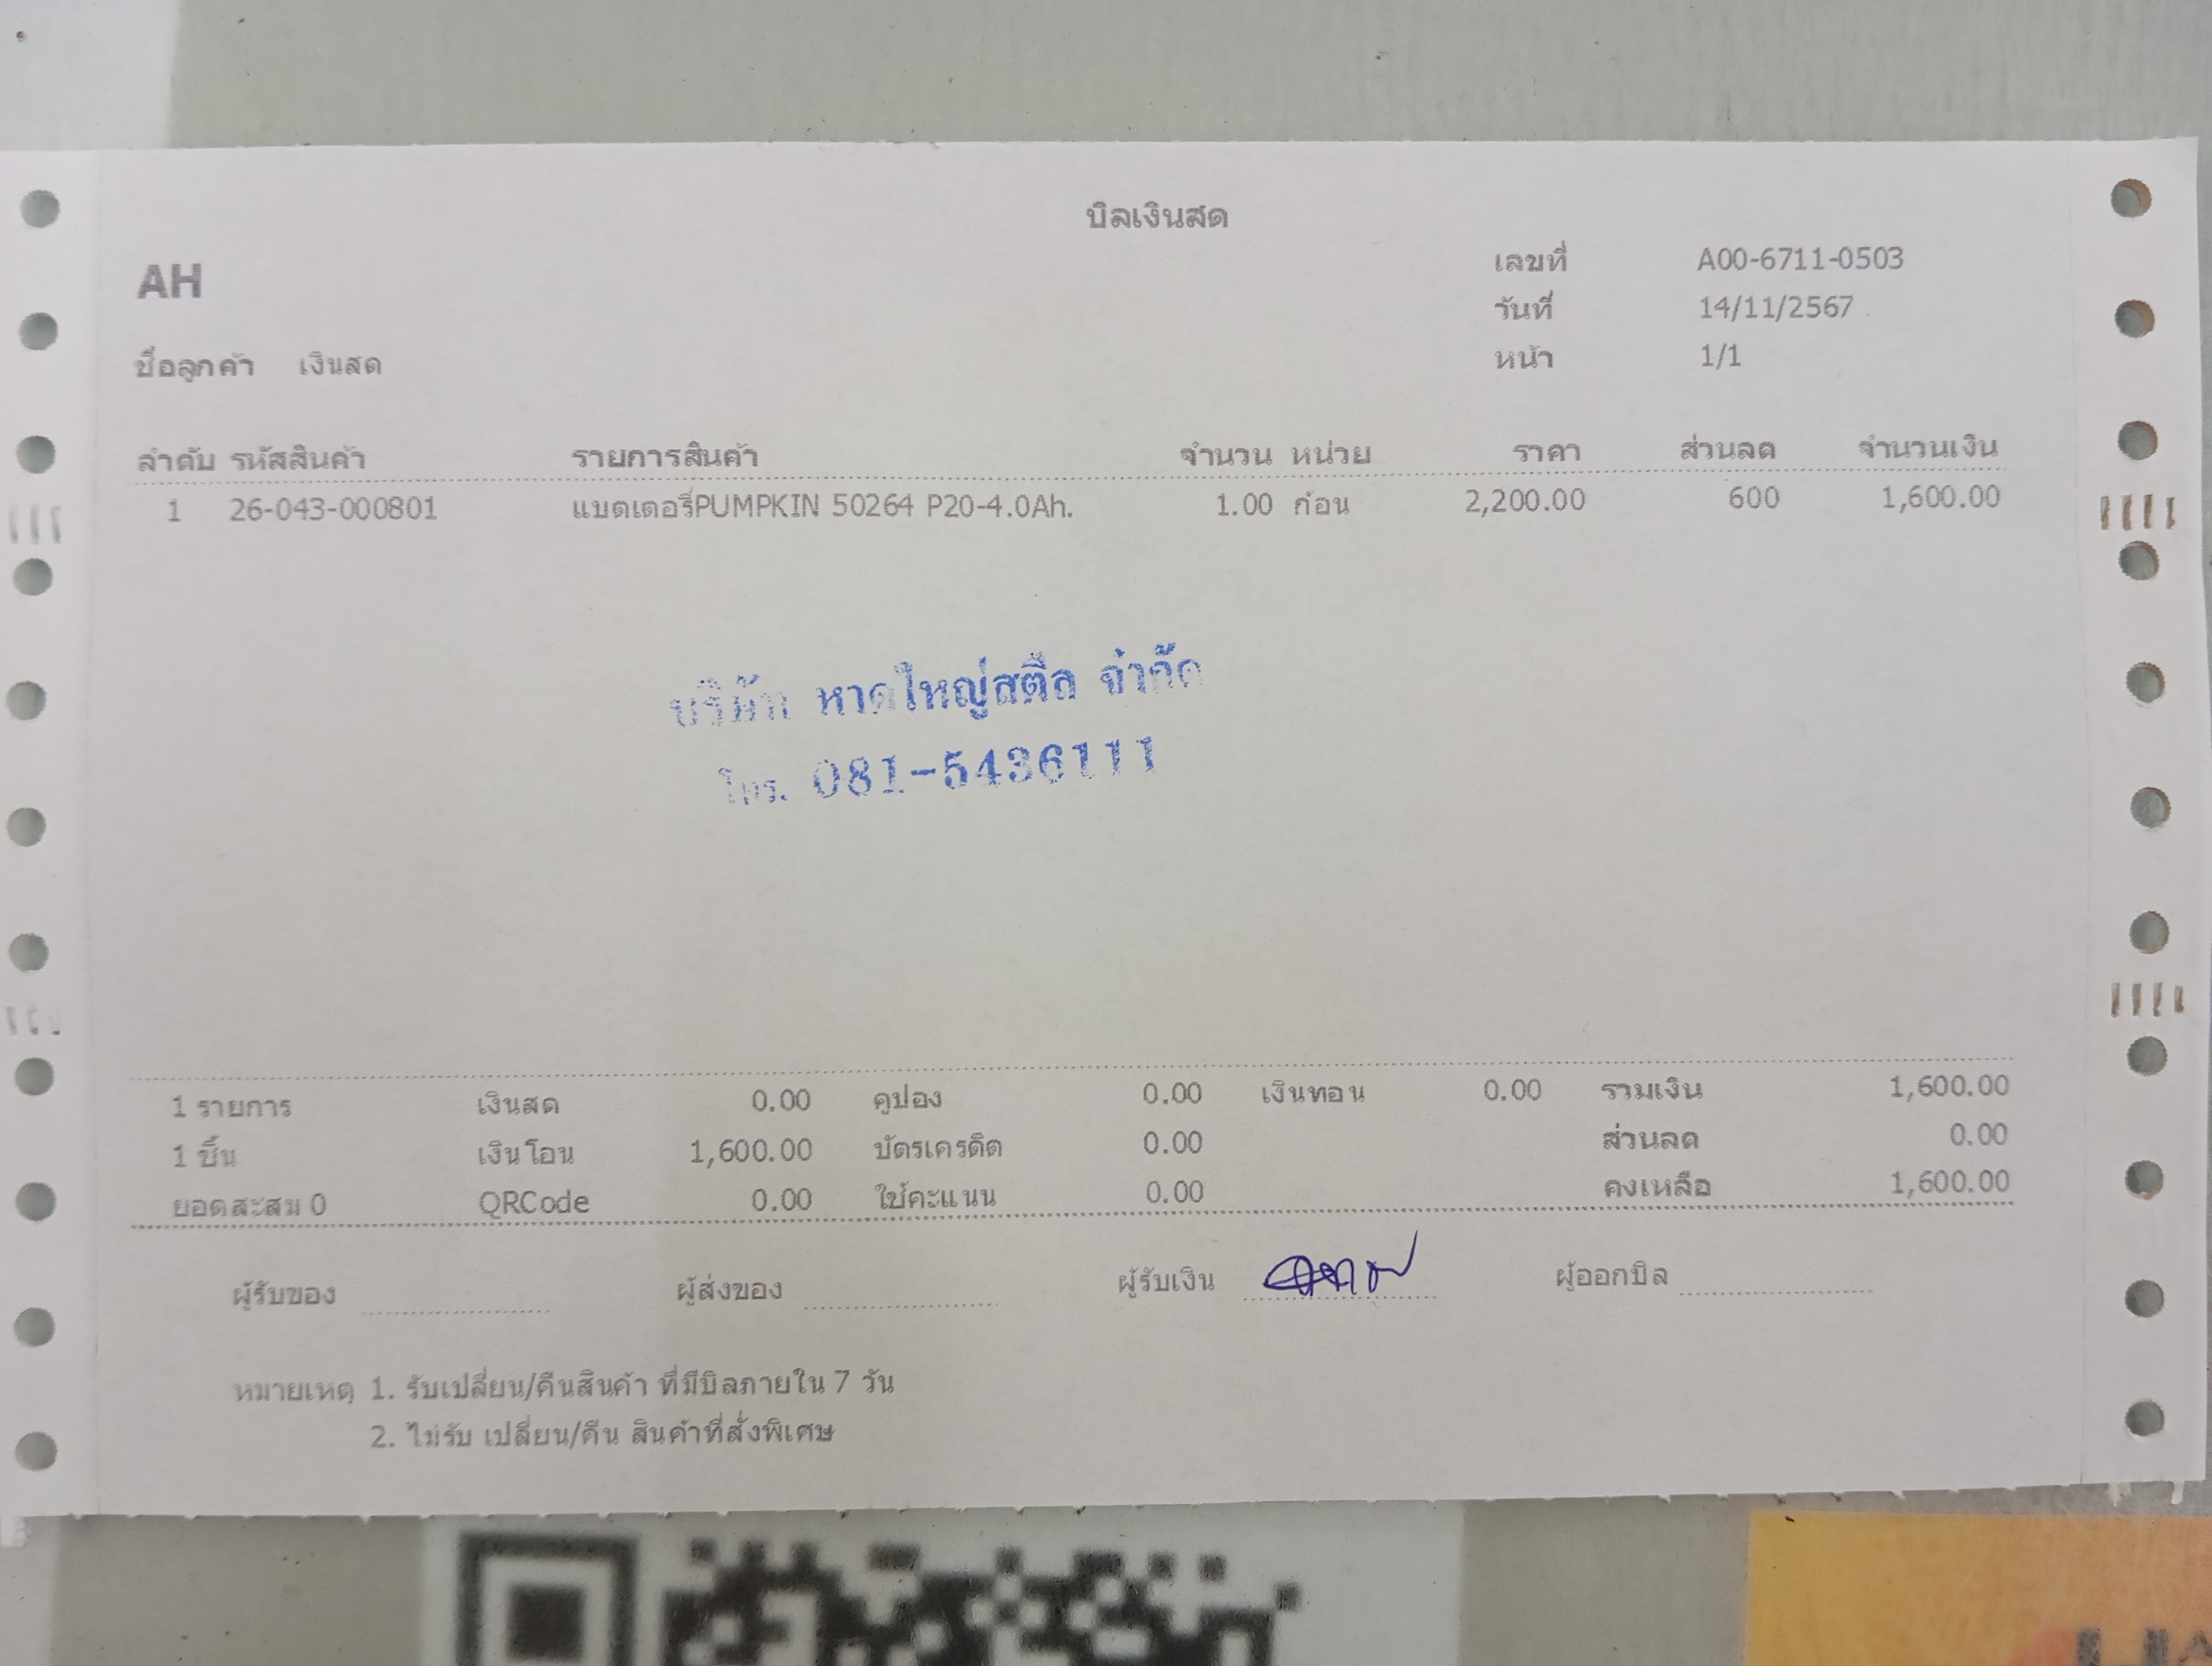 บิลเงินสด
AH
เลขที่ A00-6711-0503
วันที่ 14/11/2567
หน้า 1/1
ชื่อลูกค้า เงินสด
ลำดับ รหัสสินค้า รายการสินค้า จำนวน หน่วย ราคา ส่วนลด จำนวนเงิน
1 26-043-000801 แบตเตอรี่PUMPKIN 50264 P20-4.0Ah. 1.00 ก้อน 2,200.00 600 1,600.00
บริษัท หาดใหญ่สตีล จำกัด
โทร. 081-5436111
1 รายการ เงินสด 0.00 คูปอง 0.00 เงินทอน 0.00 รวมเงิน 1,600.00
1 ชิ้น เงินโอน 1,600.00 บัตรเครดิต 0.00 ส่วนลด 0.00
ยอดสะสม 0 QRCode 0.00 ใช้คะแนน 0.00 คงเหลือ 1,600.00
ผู้รับของ ผู้ส่งของ ผู้รับเงิน ผู้ออกบิล
หมายเหตุ 1. รับเปลี่ยน/คืนสินค้า ที่มีบิลภายใน 7 วัน
2. ไม่รับ เปลี่ยน/คืน สินค้าที่สั่งพิเศษ